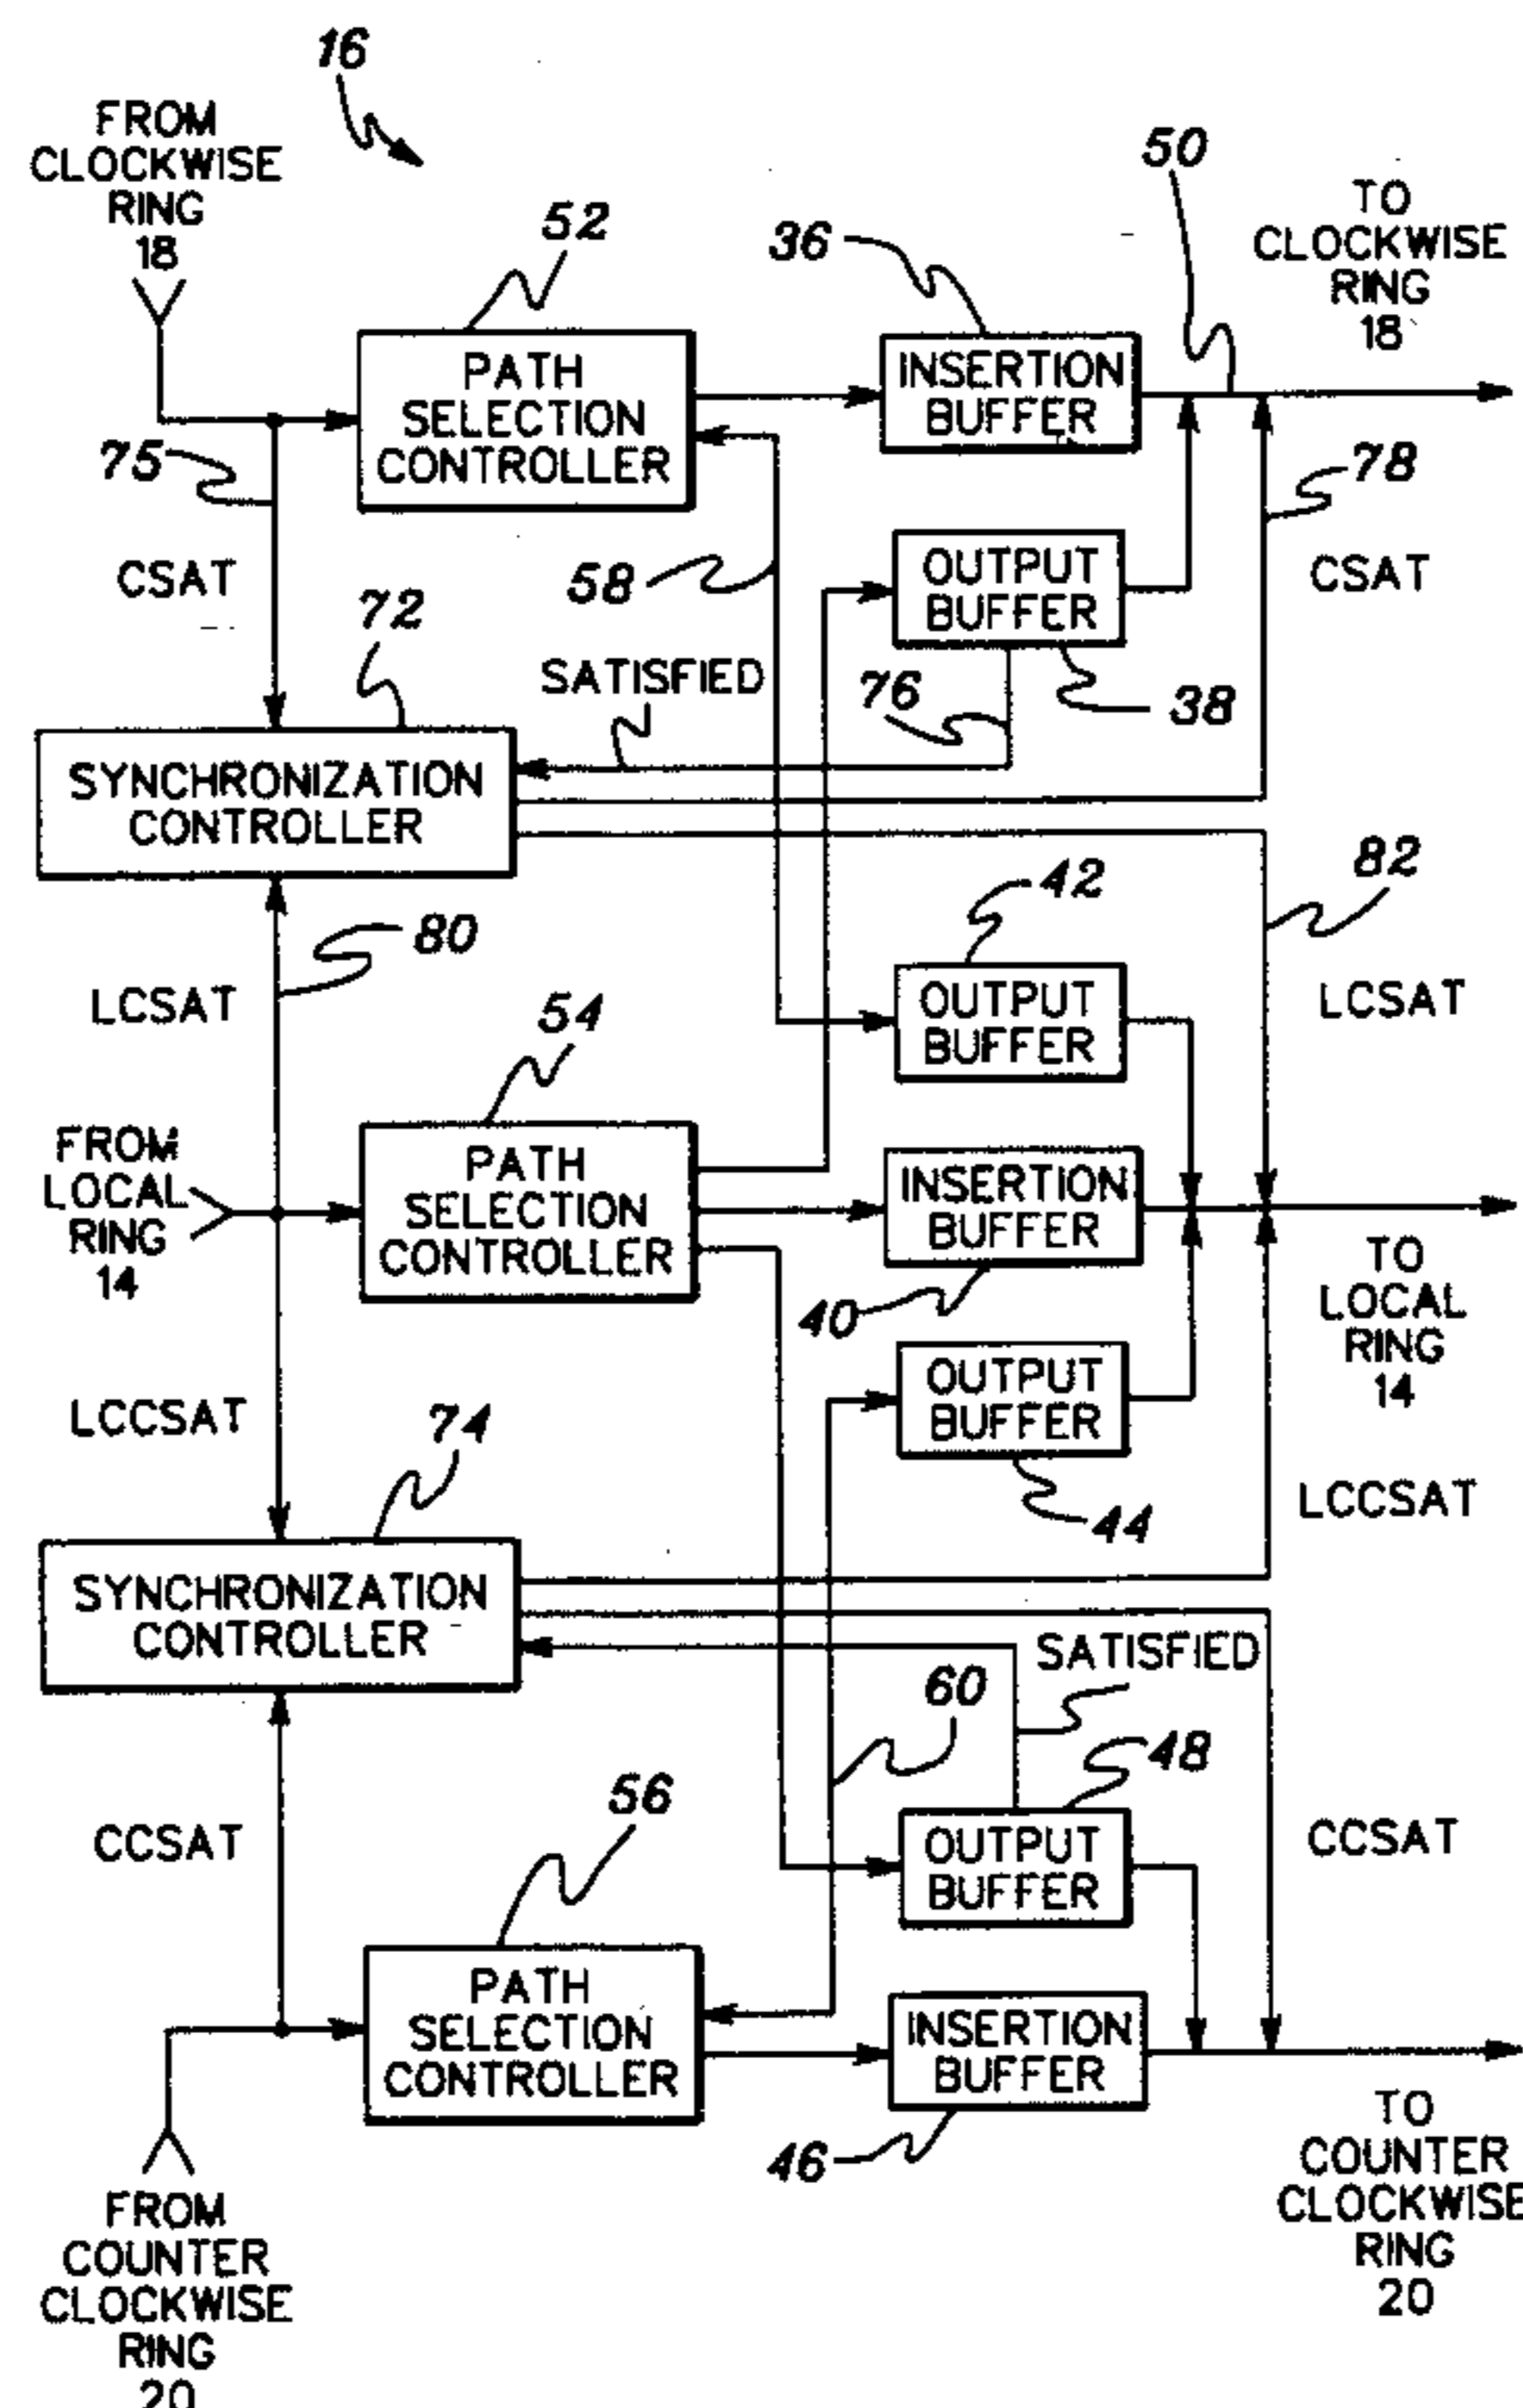 16
FROM
CLOCKWISE
RING
18
52
36
50
TO
CLOCKWISE
RING
18
PATH
SELECTION
CONTROLLER
INSERTION
BUFFER
75
78
CSAT
58
OUTPUT
BUFFER
CSAT
72
SATISFIED
76
38
SYNCHRONIZATION
CONTROLLER
82
42
80
LCSAT
54
OUTPUT
BUFFER
LCSAT
FROM
LOCAL
RING
14
PATH
SELECTION
CONTROLLER
INSERTION
BUFFER
40
TO
LOCAL
RING
14
OUTPUT
BUFFER
LCCSAT
74
44
LCCSAT
SYNCHRONIZATION
CONTROLLER
SATISFIED
60
48
56
CCSAT
OUTPUT
BUFFER
CCSAT
PATH
SELECTION
CONTROLLER
INSERTION
BUFFER
46
TO
COUNTER
CLOCKWISE
RING
20
FROM
COUNTER
CLOCKWISE
RING
20